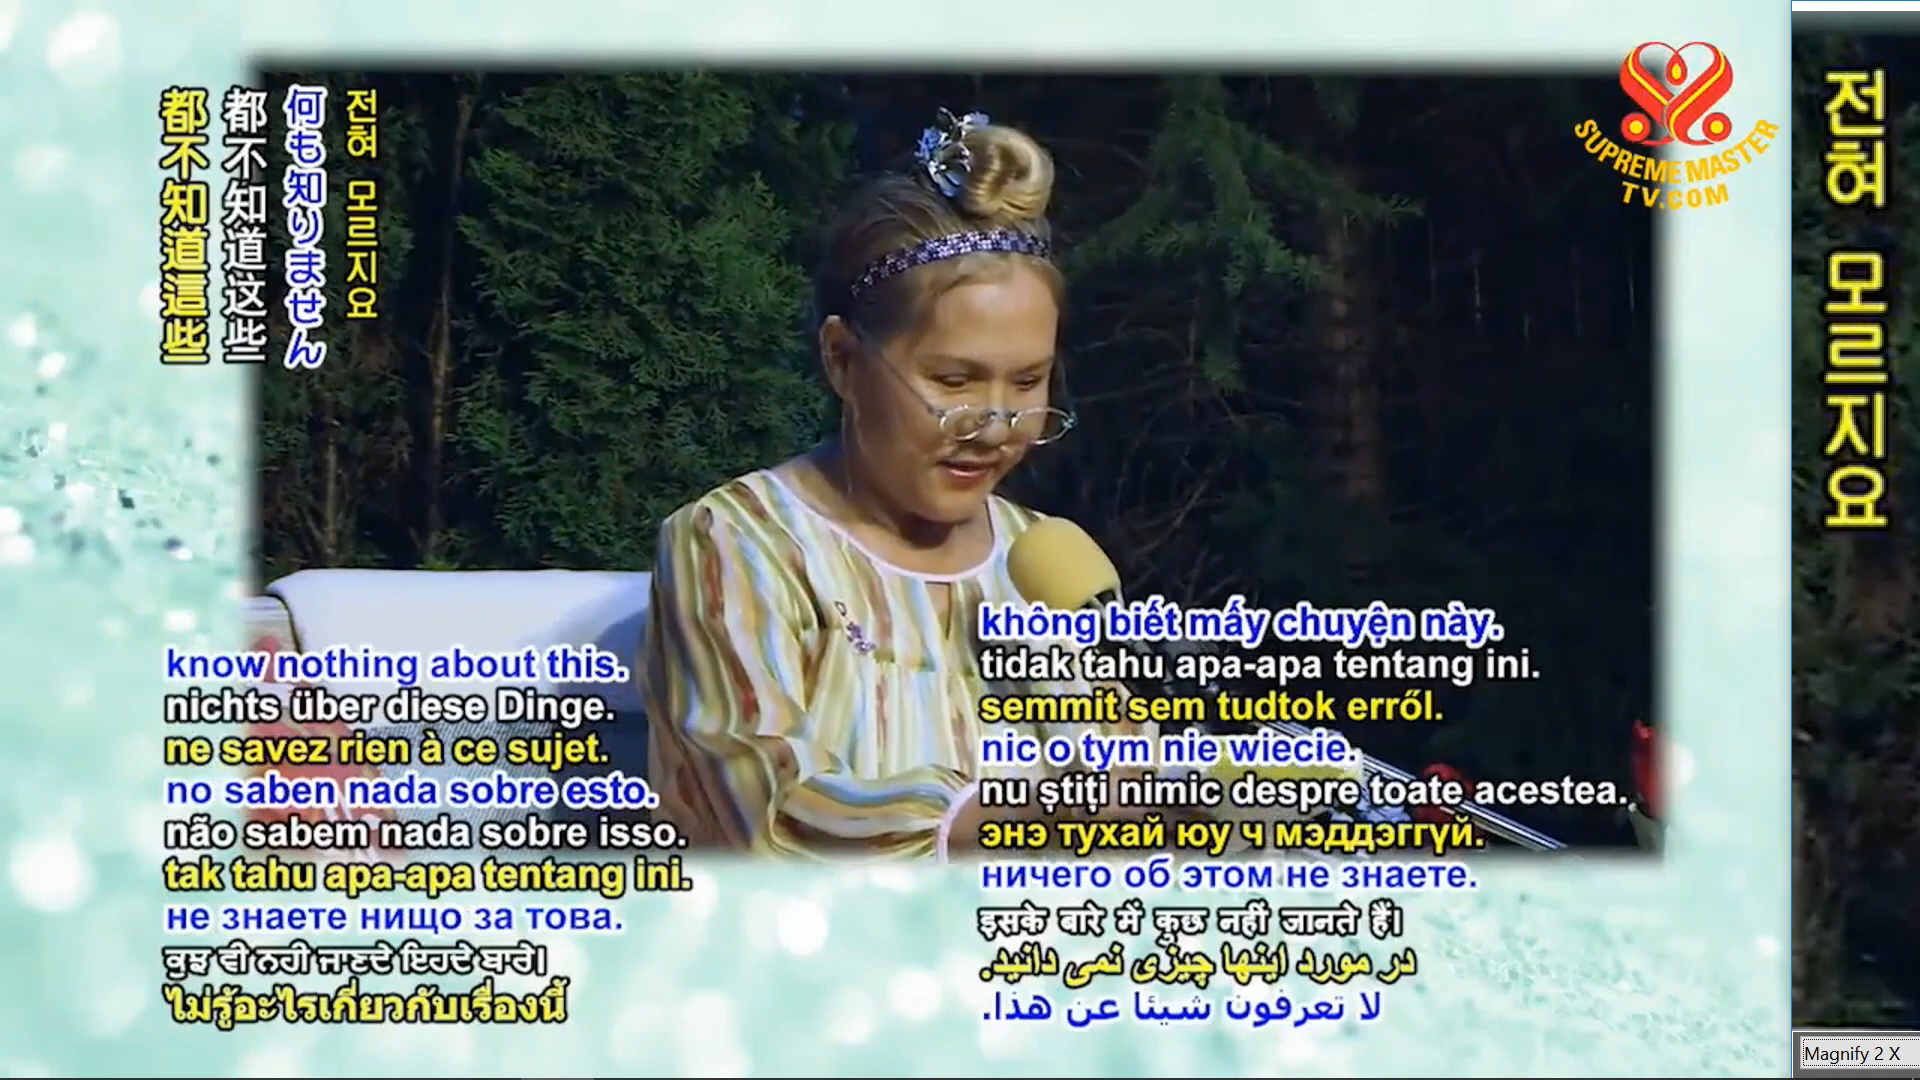 都不知道這些
都不知道这些
何も知りません
전혀 모르지요
SUPREME MASTER
TV.COM
know nothing about this.
nichts über diese Dinge.
ne savez rien à ce sujet.
no saben nada sobre esto.
não sabem nada sobre isso.
tak tahu apa-apa tentang ini.
не знаете нищо за това.
ਕੁਝ ਵੀ ਨਹੀ ਜਾਣਦੇ ਇਹਦੇ ਬਾਰੇ।
ไม่รู้อะไรเกี่ยวกับเรื่องนี้
không biết mấy chuyện này.
tidak tahu apa-apa tentang ini.
semmit sem tudtok erről.
nic o tym nie wiecie.
nu știți nimic despre toate acestea.
энэ тухай юу ч мэддэггүй.
ничего об этом не знаете.
इसके बारे में कुछ नहीं जानते हैं।
در مورد اینها چیزی نمی دانید.
لا تعرفون شيئا عن هذا.
전혀 모르지요
Magnify 2 X